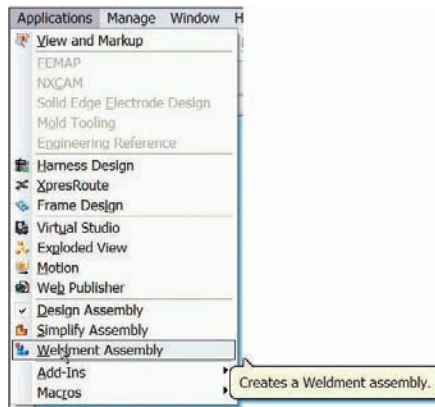 Applications Manage Window H
View and Markup
FEMAP
NXCAM
Solid Edge Electrode Design
Mold Tooling
Engineering Reference
Harness Design
XpresRoute
Frame Design
Virtual Studio
Exploded View
Motion
Web Publisher
Design Assembly
Simplify Assembly
Weldment Assembly
Add-Ins
Creates a Weldment assembly.
Macros